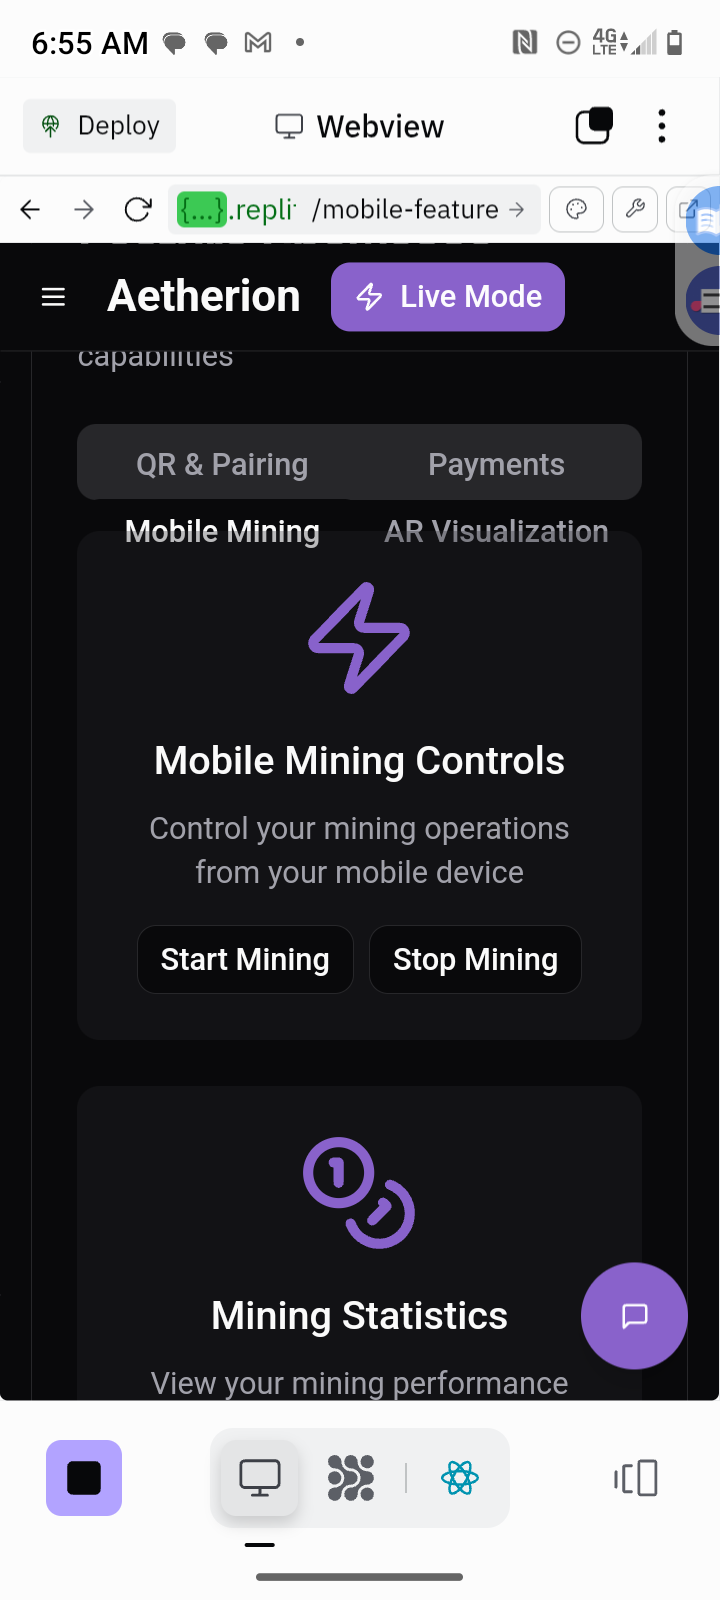 6:55 AM
4G
LTE
Deploy
Webview
{...}.repli
/mobile-feature
Aetherion
Live Mode
capabilities
QR & Pairing
Payments
Mobile Mining
AR Visualization
Mobile Mining Controls
Control your mining operations
from your mobile device
Start Mining
Stop Mining
Mining Statistics
View your mining performance